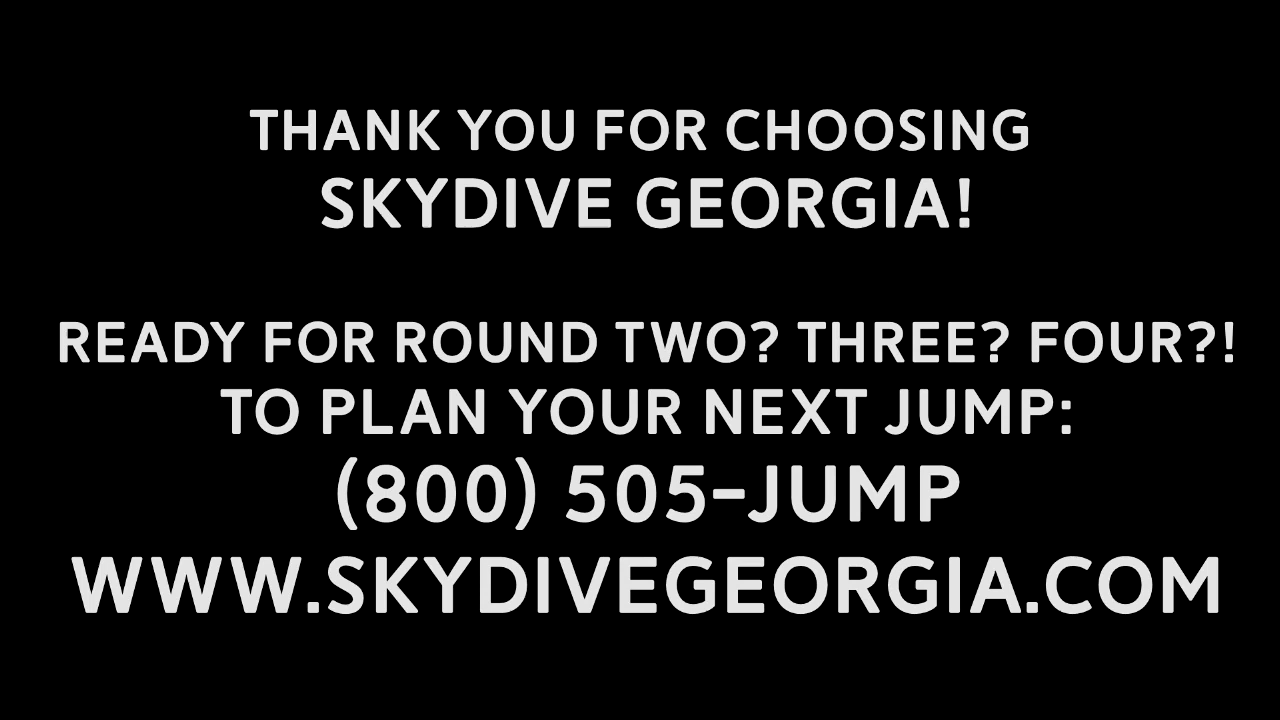 THANK YOU FOR CHOOSING
SKYDIVE GEORGIA!
READY FOR ROUND TWO? THREE? FOUR?!
TO PLAN YOUR NEXT JUMP:
(800) 505-JUMP
WWW.SKYDIVEGEORGIA.COM